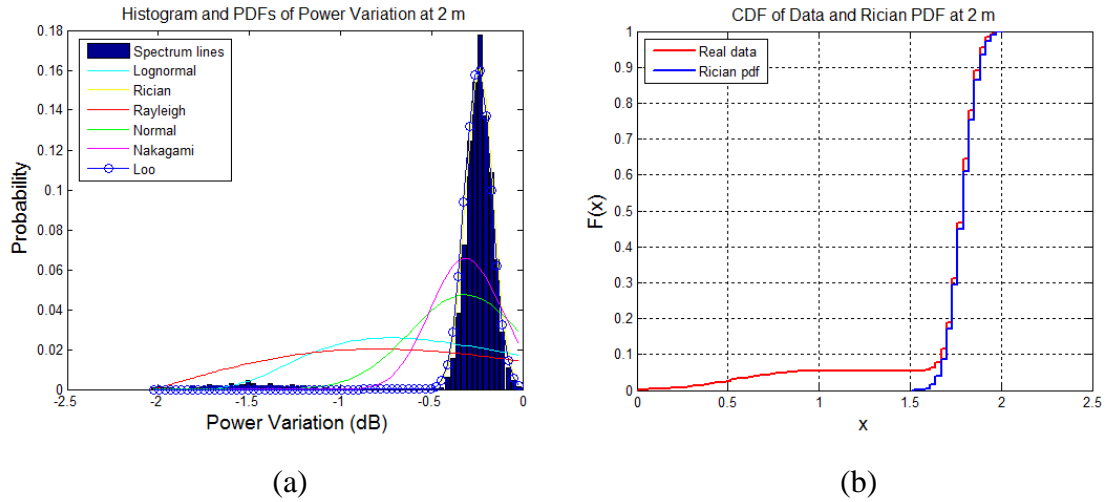 Histogram and PDFs of Power Variation at 2 m
0.18
0.16
0.14
0.12
0.1
0.08
0.06
0.04
0.02
0
Probability
Spectrum lines
Lognormal
Rician
Rayleigh
Normal
Nakagami
Loo
-2.5
-2
-1.5
-1
-0.5
0
Power Variation (dB)
(a)
CDF of Data and Rician PDF at 2 m
1
0.9
0.8
0.7
0.6
0.5
0.4
0.3
0.2
0.1
0
F(x)
Real data
Rician pdf
0
0.5
1
1.5
2
2.5
x
(b)